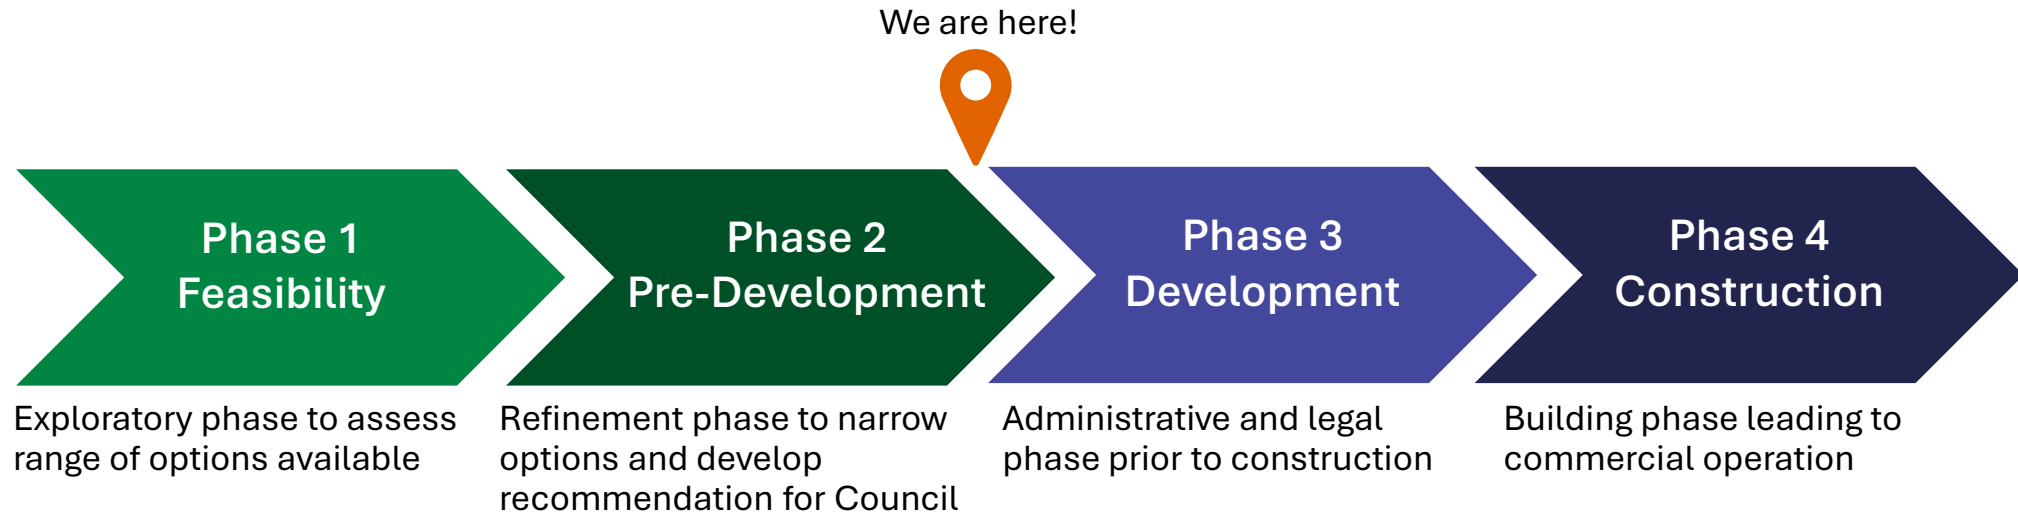 We are here!
Phase 1
Feasibility
Phase 2
Pre-Development
Phase 3
Development
Phase 4
Construction
Exploratory phase to assess
range of options available
Refinement phase to narrow
options and develop
recommendation for Council
Administrative and legal
phase prior to construction
Building phase leading to
commercial operation